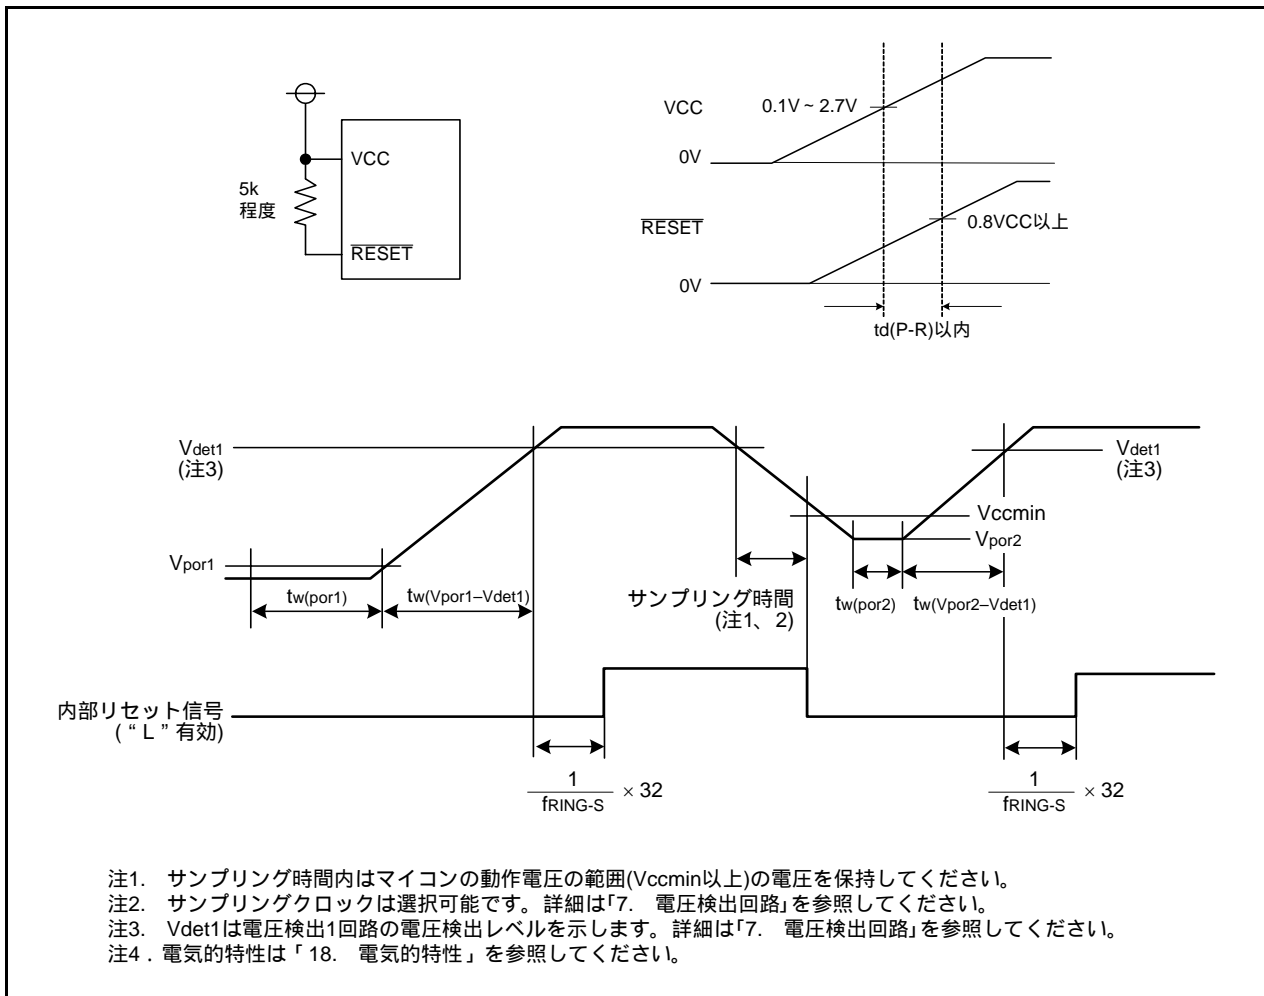 VCC
5k
程度
RESET
VCC
0.1V ~ 2.7V
0V
RESET
0.8VCC以上
0V
td(P-R)以内
Vdet1
(注3)
Vpor1
tw(por1)
tw(Vpor1–Vdet1)
サンプリング時間
(注1、2)
Vdet1
(注3)
Vccmin
Vpor2
tw(por2)
tw(Vpor2–Vdet1)
内部リセット信号
( “ L ” 有効)
1
fRING-S
× 32
1
fRING-S
× 32
注1. サンプリング時間内はマイコンの動作電圧の範囲(Vccmin以上)の電圧を保持してください。
注2. サンプリングクロックは選択可能です。詳細は「7. 電圧検出回路」を参照してください。
注3. Vdet1は電圧検出1回路の電圧検出レベルを示します。詳細は「7. 電圧検出回路」を参照してください。
注4．電気的特性は「 18. 電気的特性 」を参照してください。